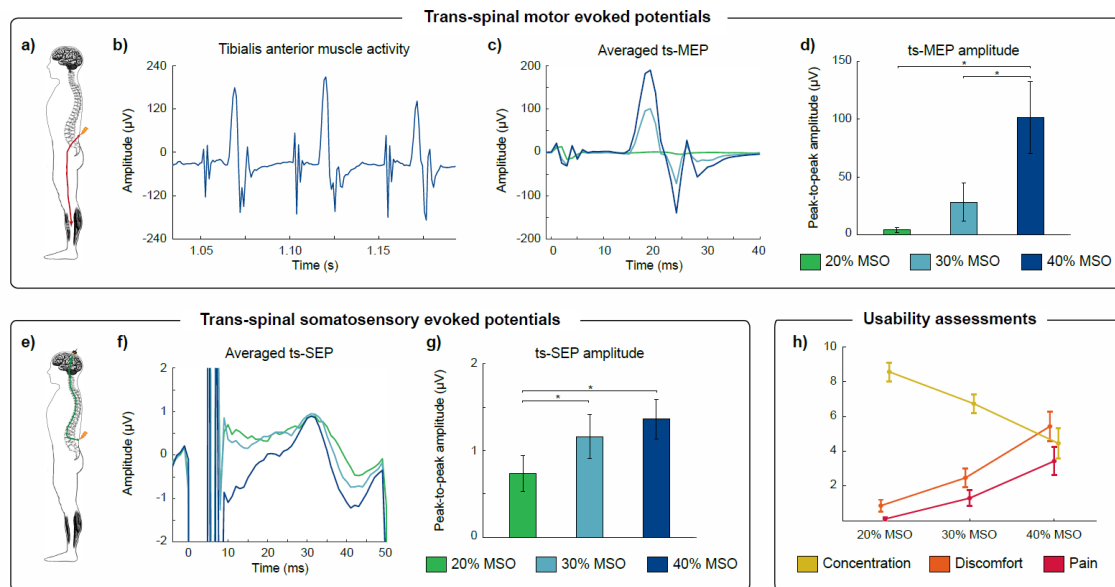 Trans-spinal motor evoked potentials
a)
b)
Tibialis anterior muscle activity
240
120
0
-120
-240
Amplitude (µV)
1.05
1.10
1.15
Time (s)
c)
Averaged ts-MEP
200
100
0
-100
200
Amplitude (µV)
0
10
20
30
40
Time (ms)
d)
ts-MEP amplitude
150
100
50
0
Peak-to-peak amplitude (µV)
*
*
20% MSO
30% MSO
40% MSO
Trans-spinal somatosensory evoked potentials
e)
f)
Averaged ts-SEP
2
1
0
-1
-2
Amplitude (µV)
0
10
20
30
40
50
Time (ms)
g)
ts-SEP amplitude
2
1
0
Peak-to-peak amplitude (µV)
*
*
20% MSO
30% MSO
40% MSO
Usability assessments
h)
10
8
6
4
2
20% MSO
30% MSO
40% MSO
Concentration
Discomfort
Pain